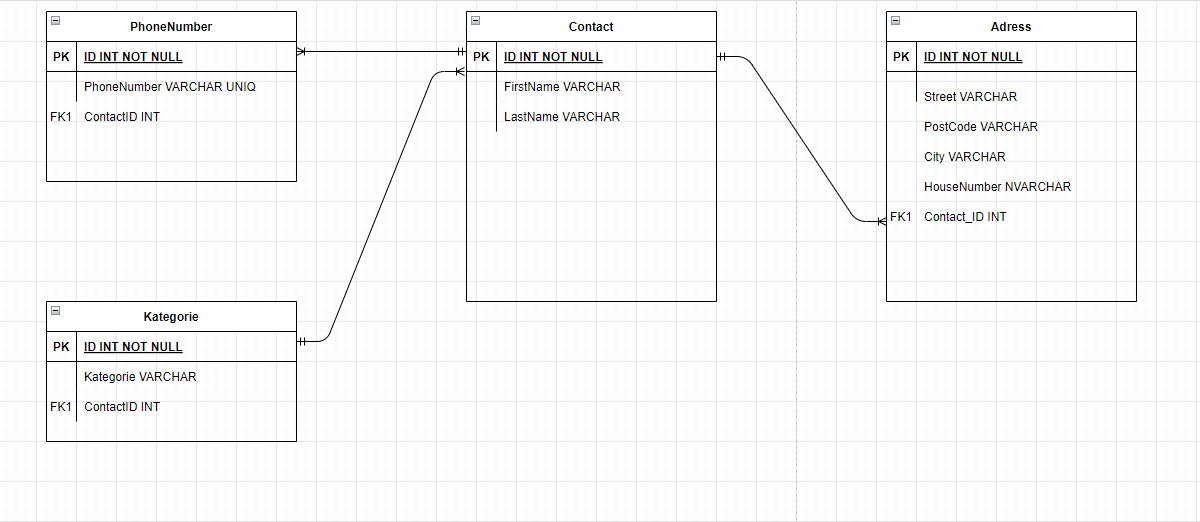 PhoneNumber
PK ID INT NOT NULL
PhoneNumber VARCHAR UNIQ
FK1 ContactID INT
Contact
PK ID INT NOT NULL
FirstName VARCHAR
LastName VARCHAR
Adress
PK ID INT NOT NULL
Street VARCHAR
PostCode VARCHAR
City VARCHAR
HouseNumber NVARCHAR
FK1 Contact_ID INT
Kategorie
PK ID INT NOT NULL
Kategorie VARCHAR
FK1 ContactID INT